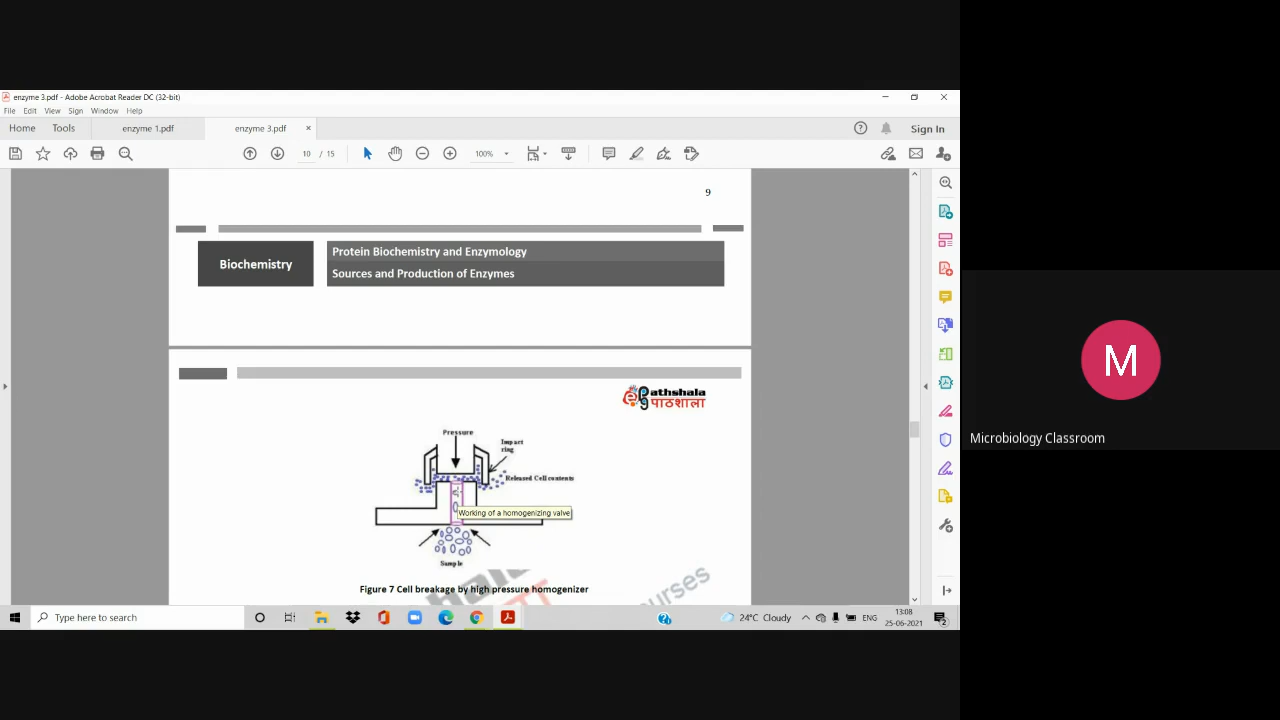 enzyme 3.pdf - Adobe Acrobat Reader DC (32-bit)
File Edit View Sign Window Help
Home Tools enzyme 1.pdf enzyme 3.pdf × Sign In
10 / 15 100%
9
Biochemistry
Protein Biochemistry and Enzymology
Sources and Production of Enzymes
ePathshala
पाठशाला
Pressure
Impact
ring
Released Cell contents
Working of a homogenizing valve
Sample
Figure 7 Cell breakage by high pressure homogenizer
ourses
M
Microbiology Classroom
Type here to search
24°C Cloudy ENG
13:08
25-06-2021
2